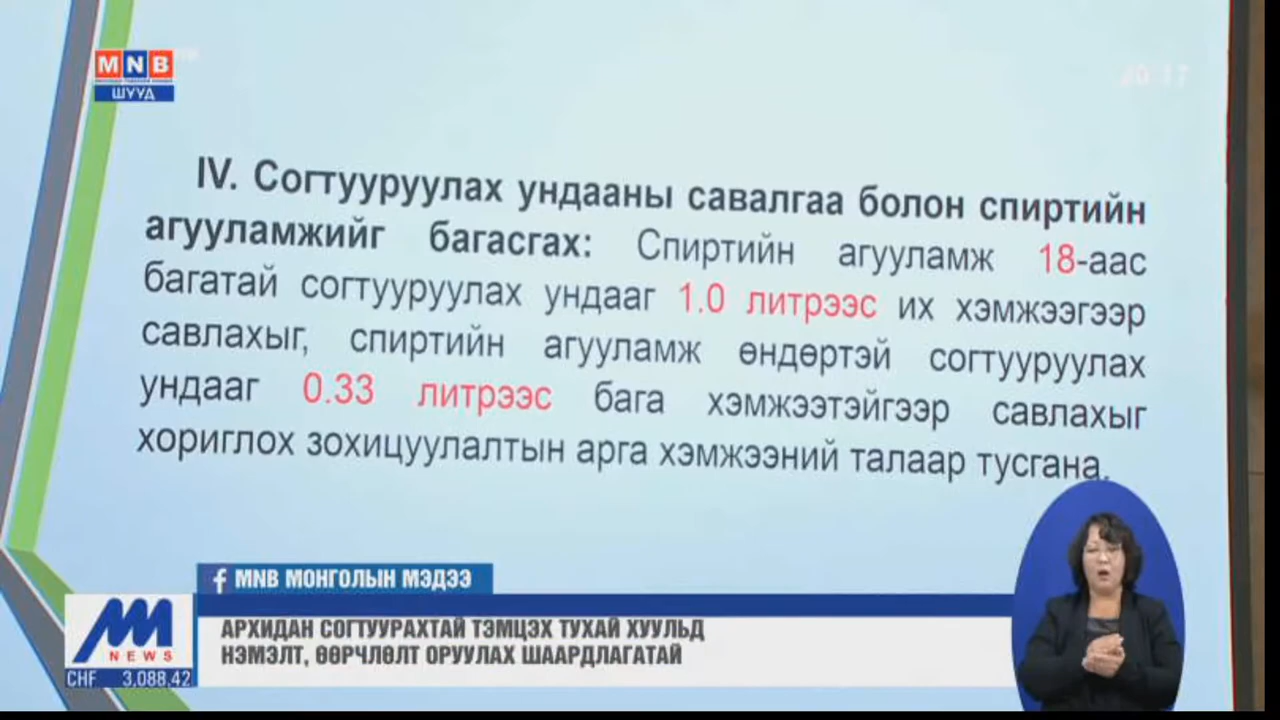 MNB
ШУУД
20:17
IV. Согтууруулах ундааны савалгаа болон спиртийн
агууламжийг багасгах: Спиртийн агууламж 18-аас
багатай согтууруулах ундааг 1.0 литрээс их хэмжээгээр
савлахыг, спиртийн агууламж өндөртэй согтууруулах
ундааг 0.33 литрээс бага хэмжээтэйгээр савлахыг
хориглох зохицуулалтын арга хэмжээний талаар тусгана.
f MNB МОНГОЛЫН МЭДЭЭ
NEWS
CHF 3,088.42
АРХИДАН СОГТУУРАХТАЙ ТЭМЦЭХ ТУХАЙ ХУУЛЬД
НЭМЭЛТ, ӨӨРЧЛӨЛТ ОРУУЛАХ ШААРДЛАГАТАЙ